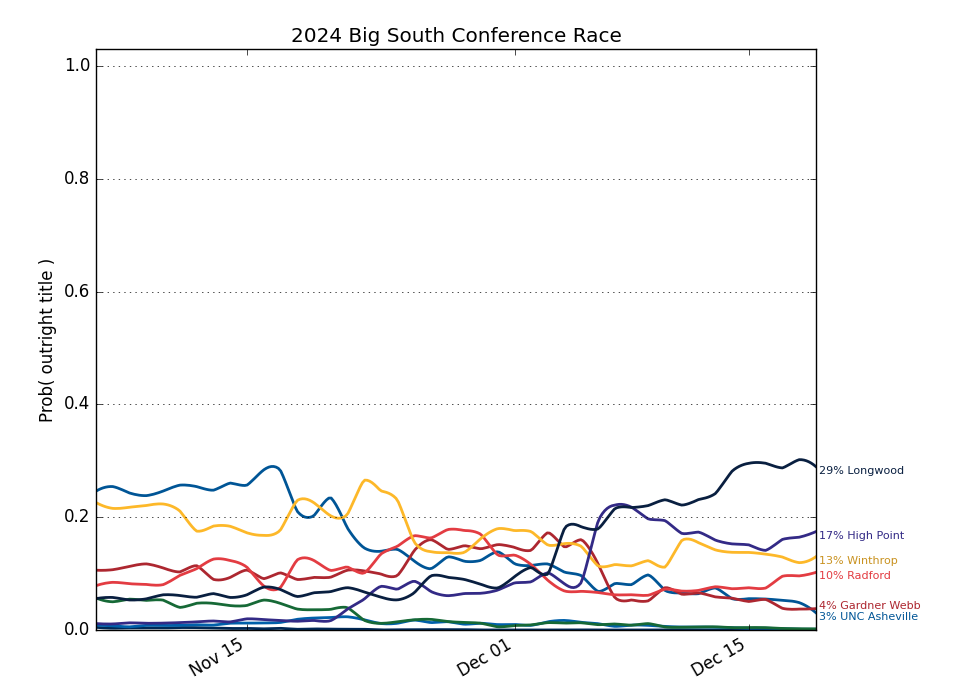 2024 Big South Conference Race
Prob( outright title )
1.0
0.8
0.6
0.4
0.2
0.0
29% Longwood
17% High Point
13% Winthrop
10% Radford
4% Gardner Webb
3% UNC Asheville
Nov 15
Dec 01
Dec 15